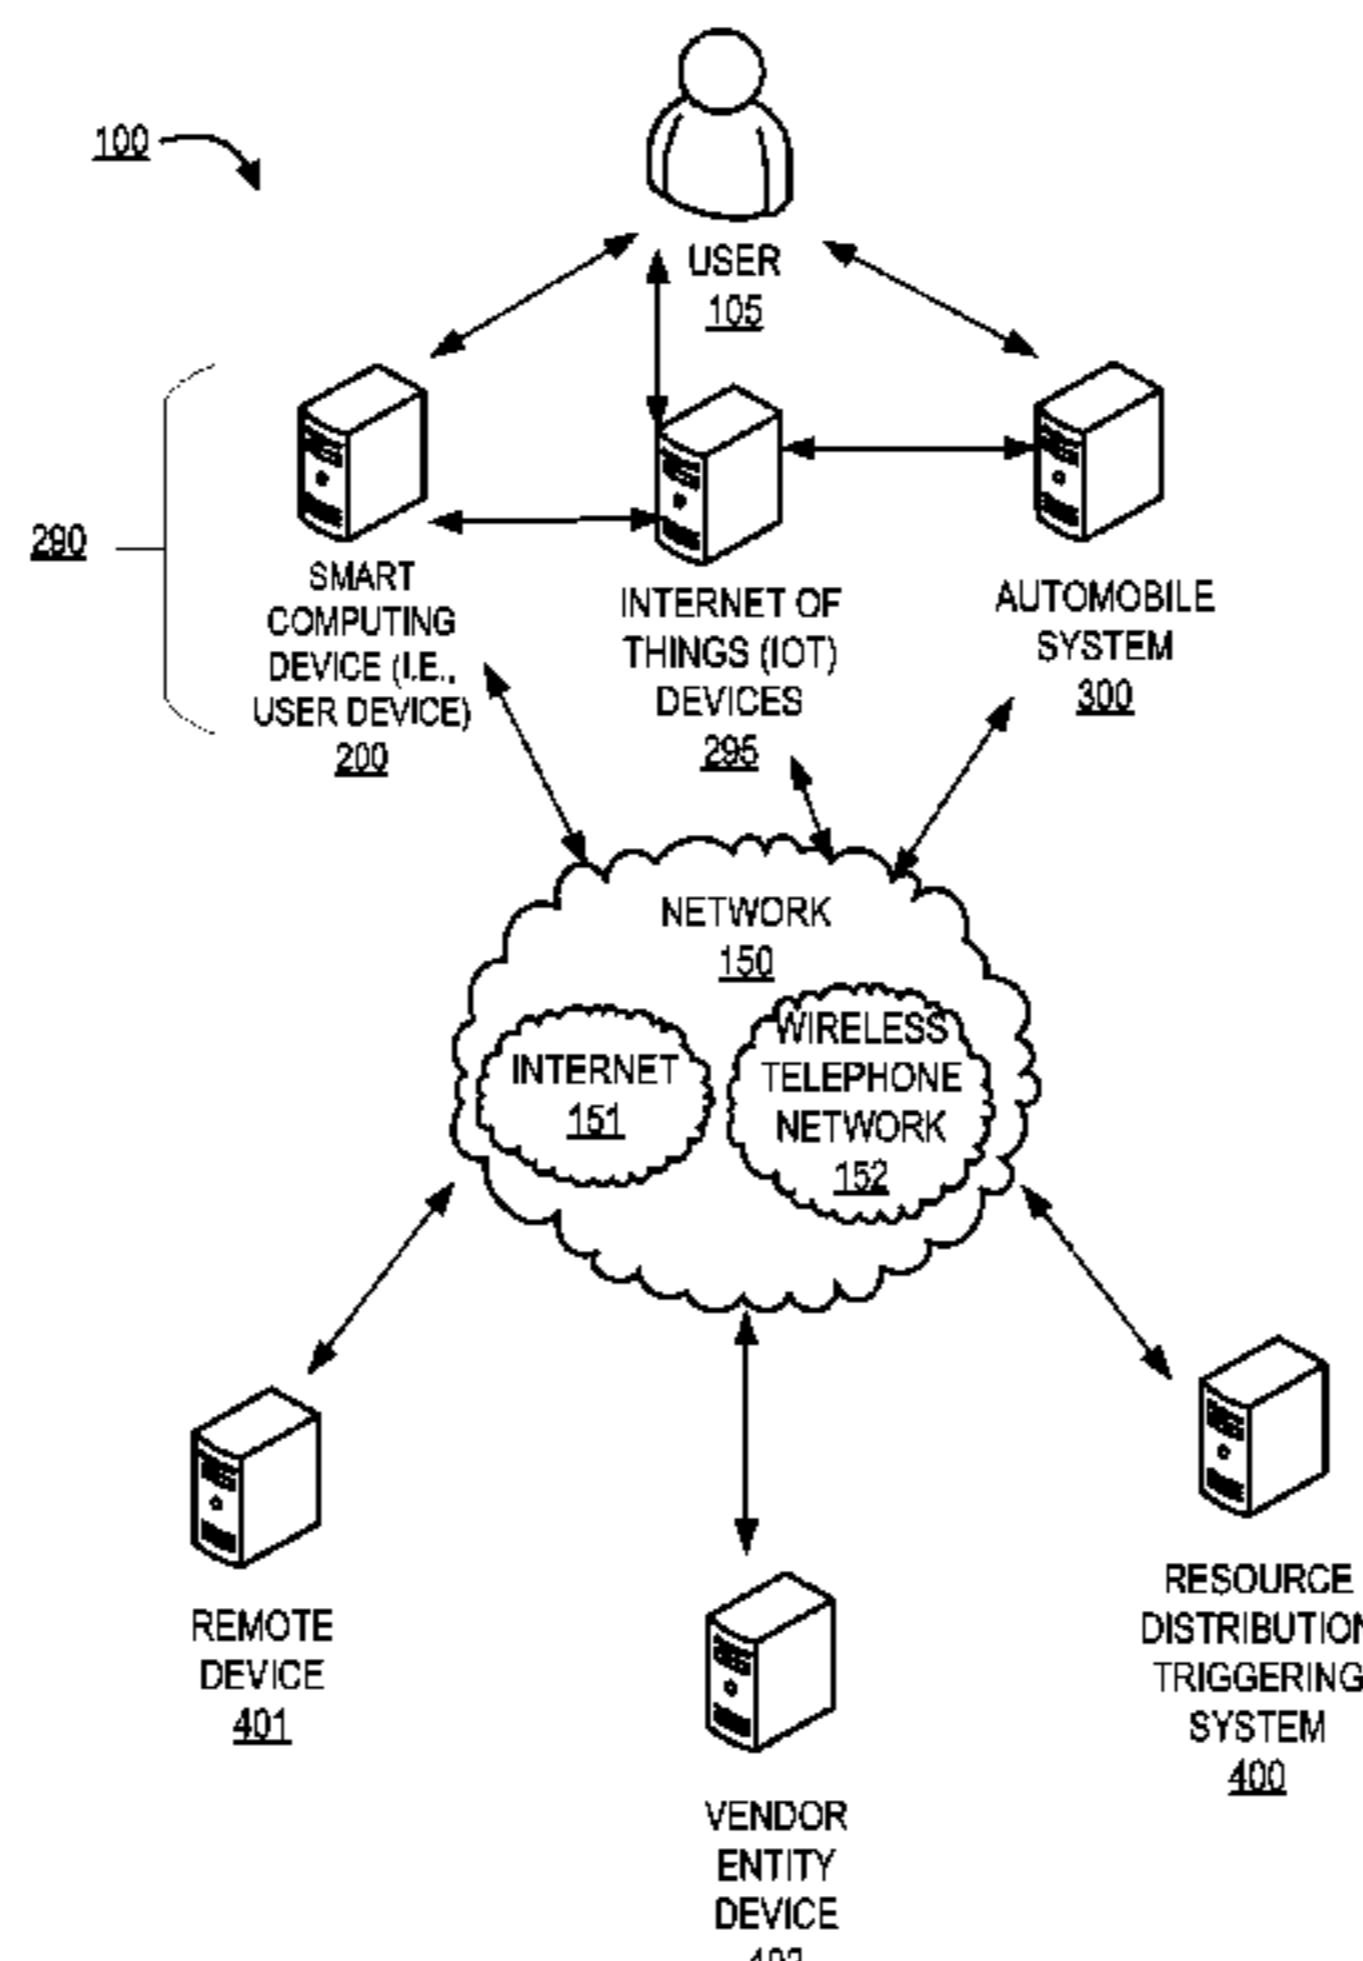 100
USER
105
290
SMART
COMPUTING
DEVICE (I.E.,
USER DEVICE)
200
INTERNET OF
THINGS (IOT)
DEVICES
295
AUTOMOBILE
SYSTEM
300
NETWORK
150
INTERNET
151
WIRELESS
TELEPHONE
NETWORK
152
REMOTE
DEVICE
401
VENDOR
ENTITY
DEVICE
RESOURCE
DISTRIBUTION
TRIGGERING
SYSTEM
400